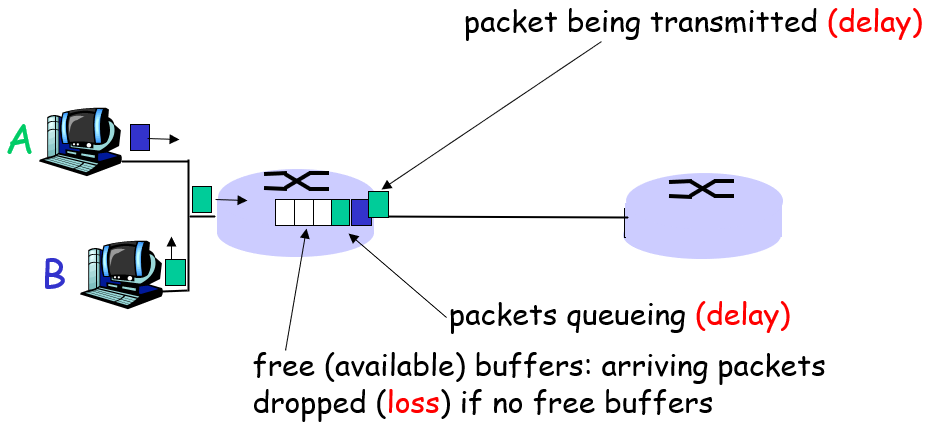 packet being transmitted (delay)
A
B
packets queueing (delay)
free (available) buffers: arriving packets
dropped (loss) if no free buffers